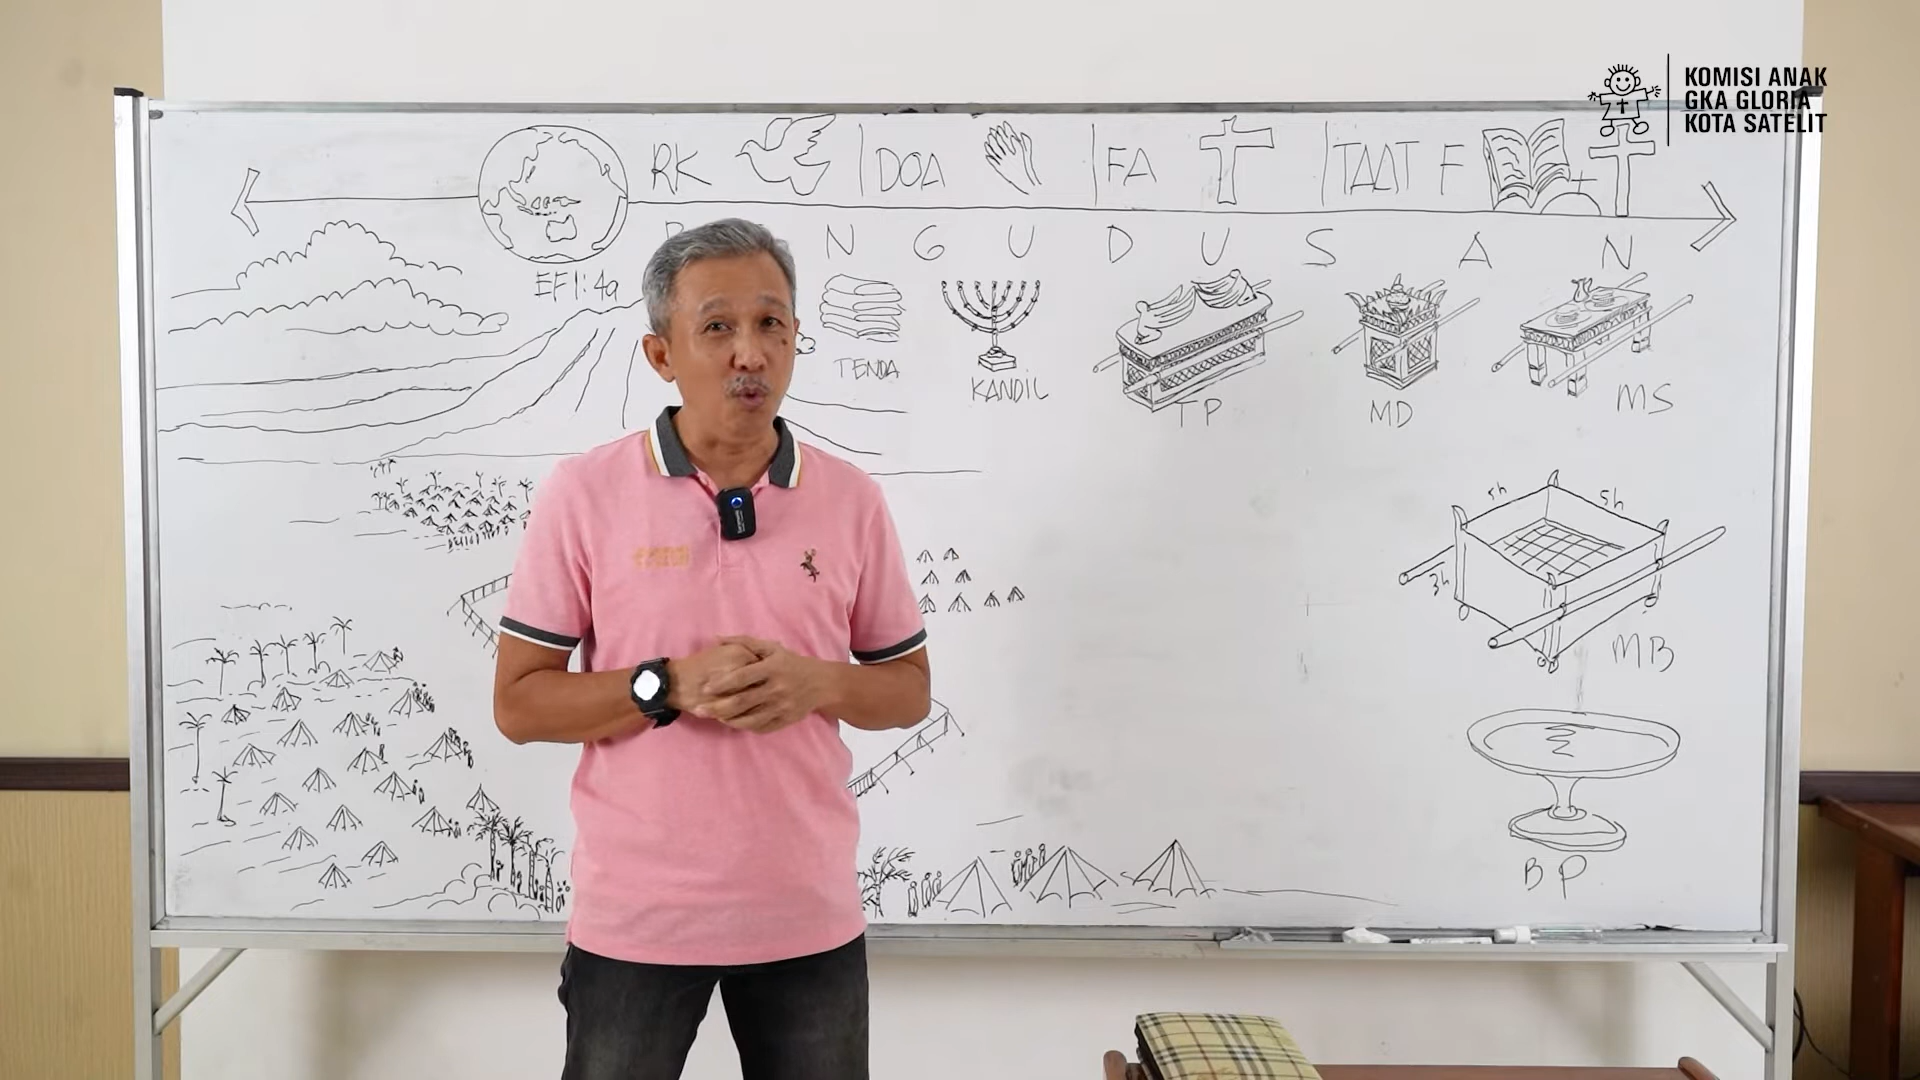 KOMISI ANAK
GKA GLORIA
KOTA SATELIT
RK DOA FA TAAT F +
P N G U D U S A N
EF 1:4a
TENDA
KANDIL
TP
MD
MS
5h 5h
3h
MB
BP